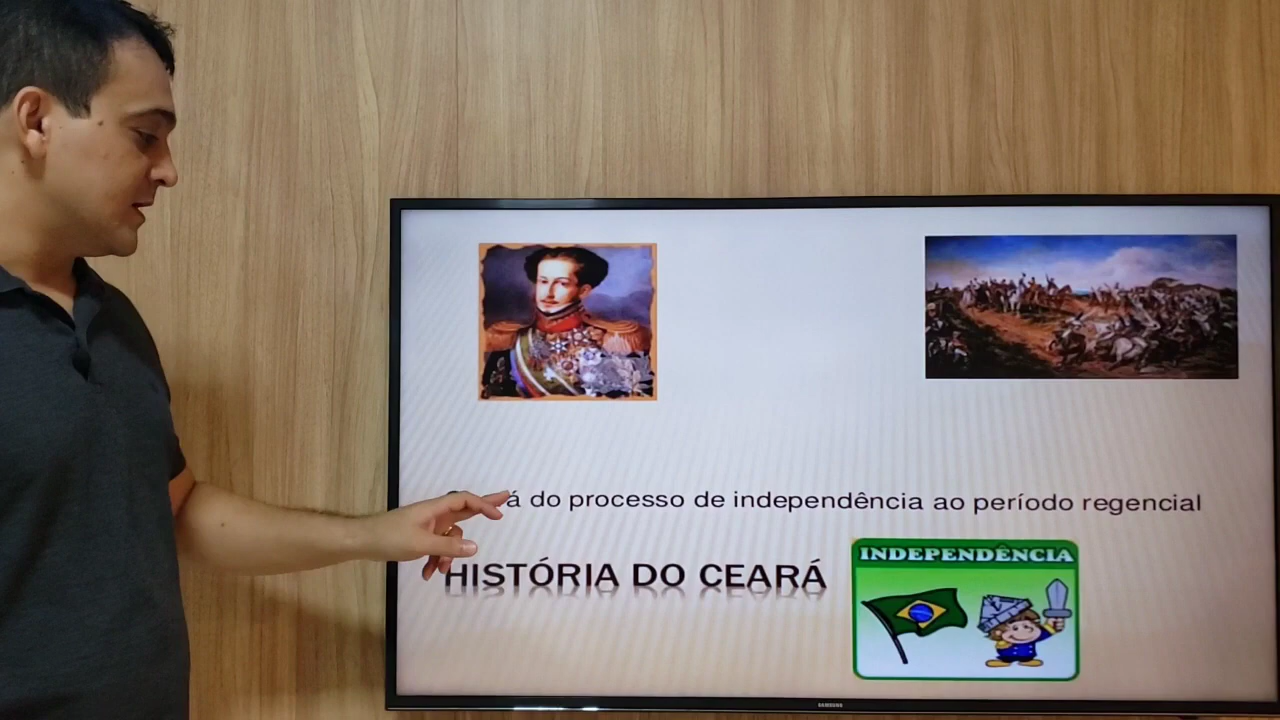 á do processo de independência ao período regencial
HISTÓRIA DO CEARÁ
INDEPENDÊNCIA
SAMSUNG